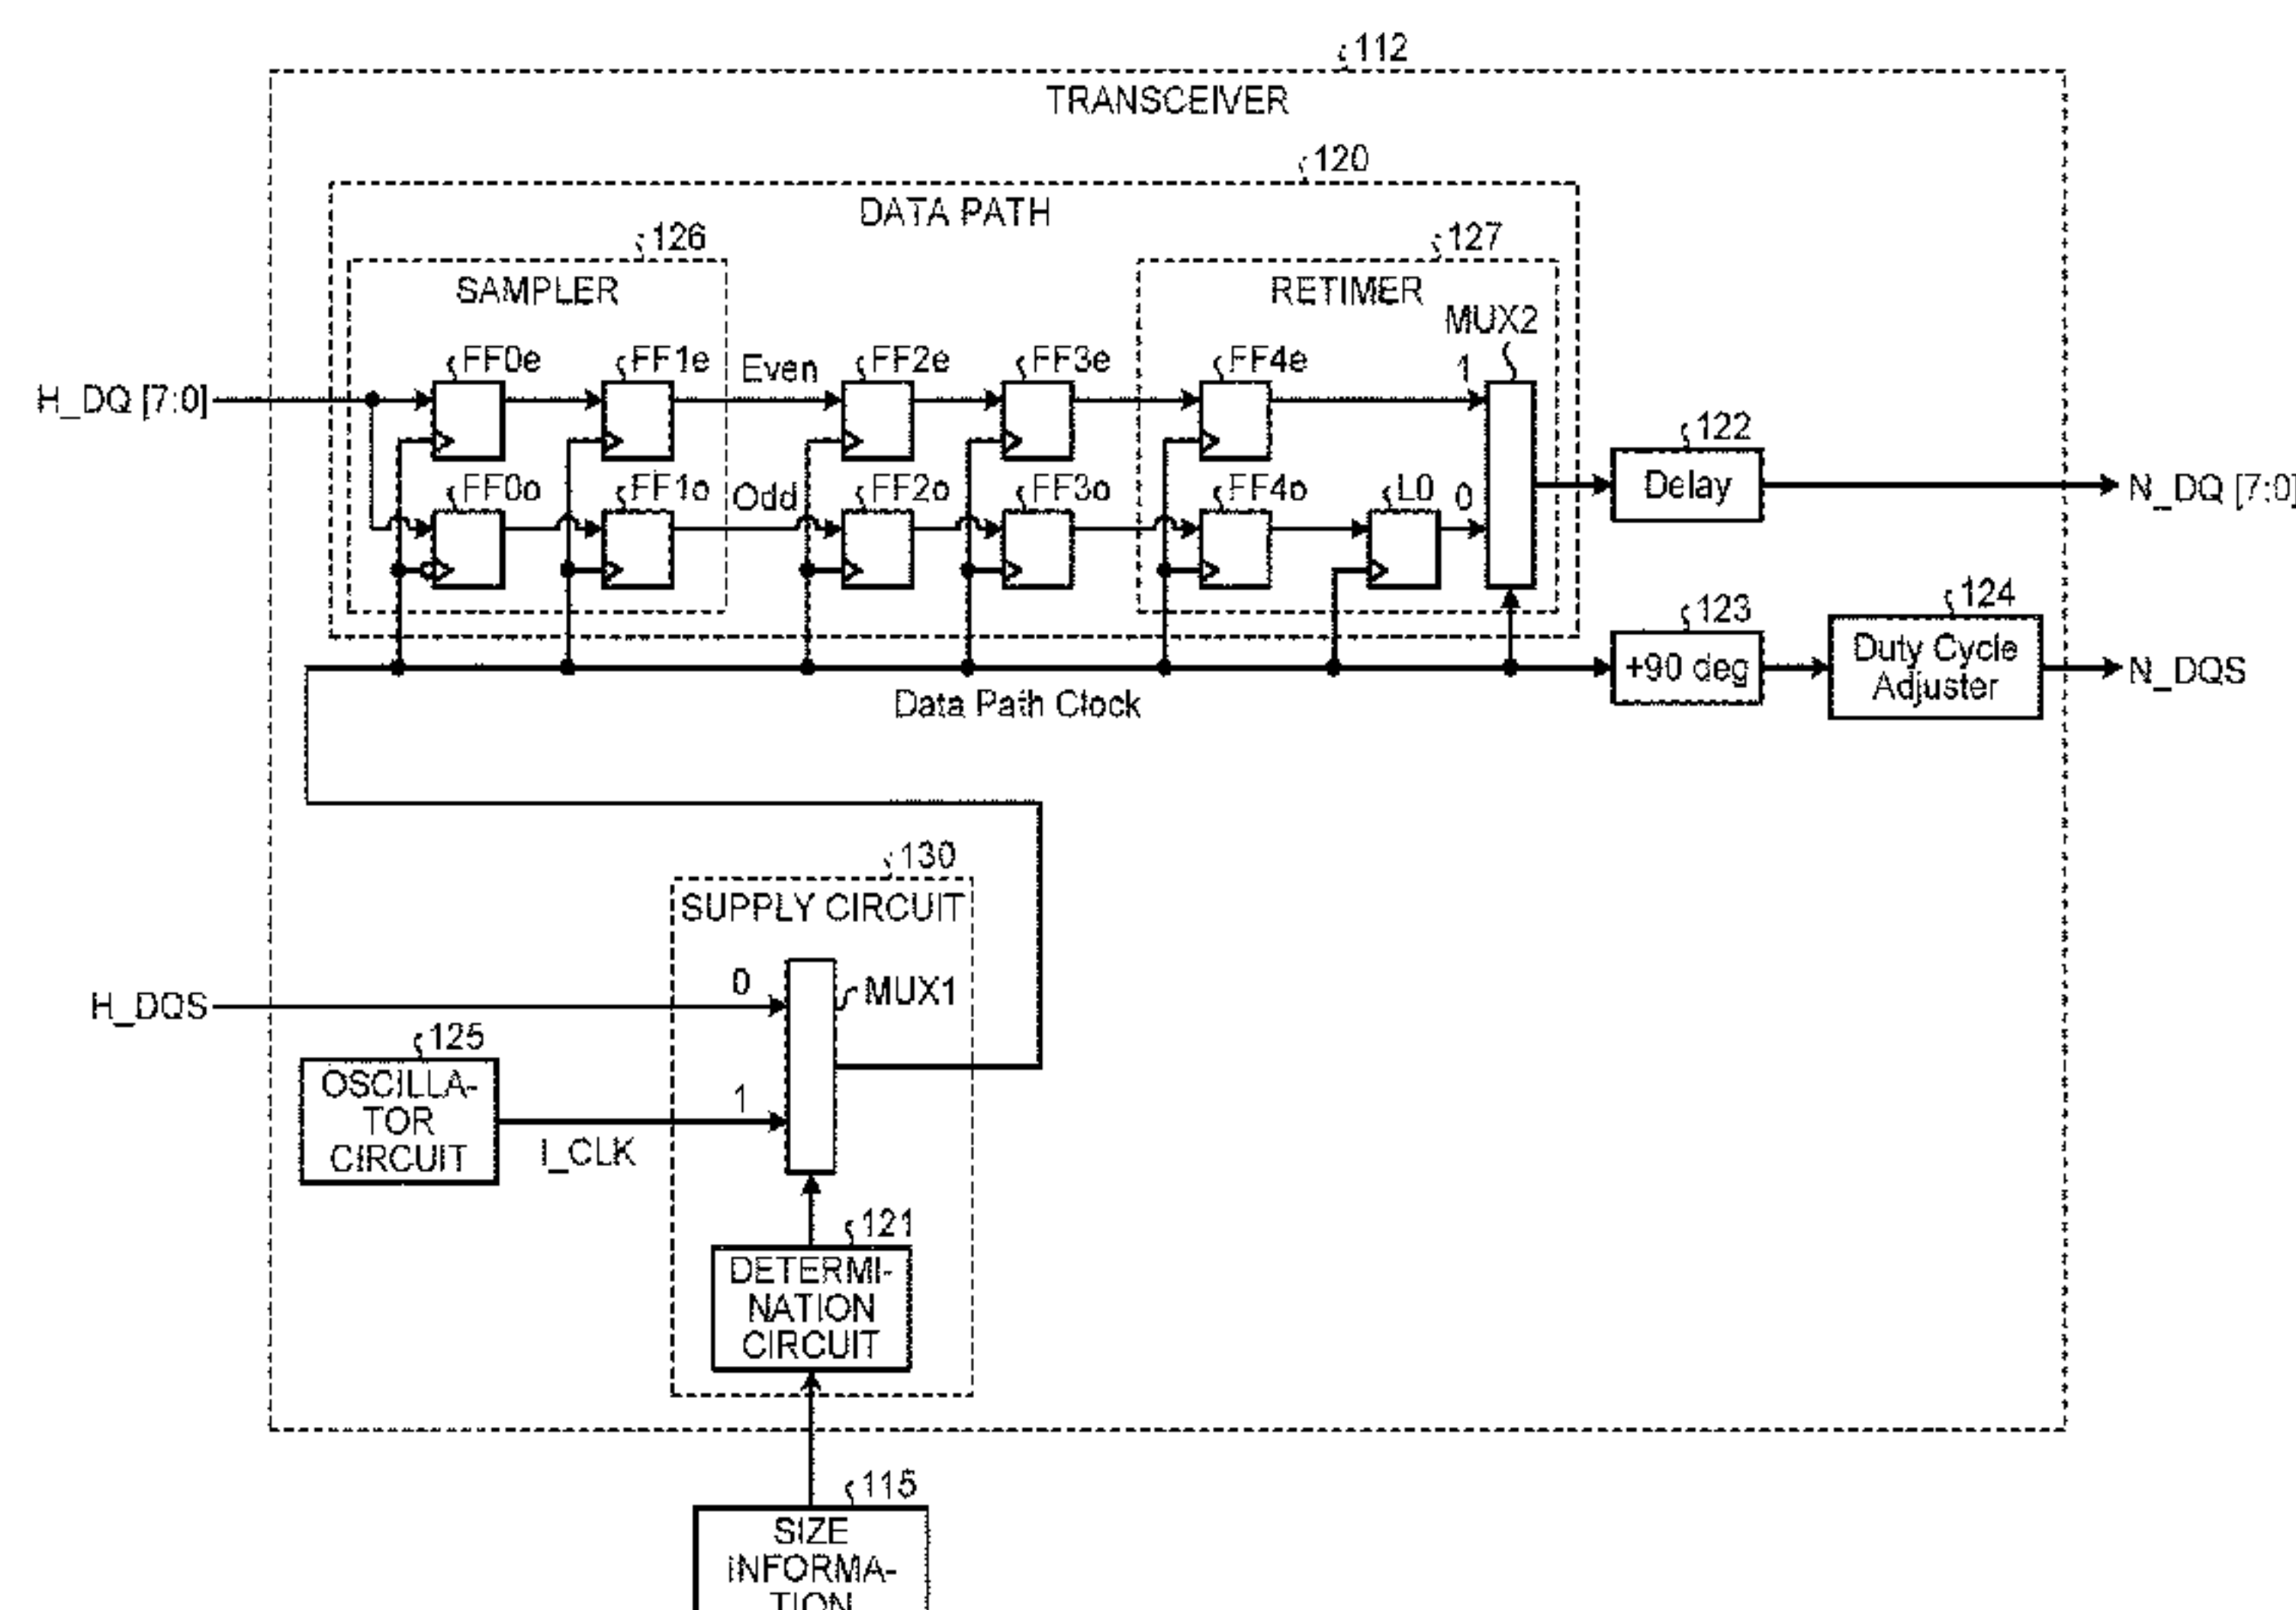 112
TRANSCEIVER
120
DATA PATH
126
SAMPLER
127
RETIMER
MUX2
FF0e
FF1e
Even
FF2e
FF3e
FF4e
1
H_DQ [7:0]
FF0o
FF1o
Odd
FF2o
FF3o
FF4o
L0
0
122
Delay
N_DQ [7:0]
123
+90 deg
124
Duty Cycle
Adjuster
N_DQS
Data Path Clock
130
SUPPLY CIRCUIT
0
MUX1
H_DQS
125
OSCILLA-
TOR
CIRCUIT
1
I_CLK
121
DETERMI-
NATION
CIRCUIT
115
SIZE
INFORMA-
TION